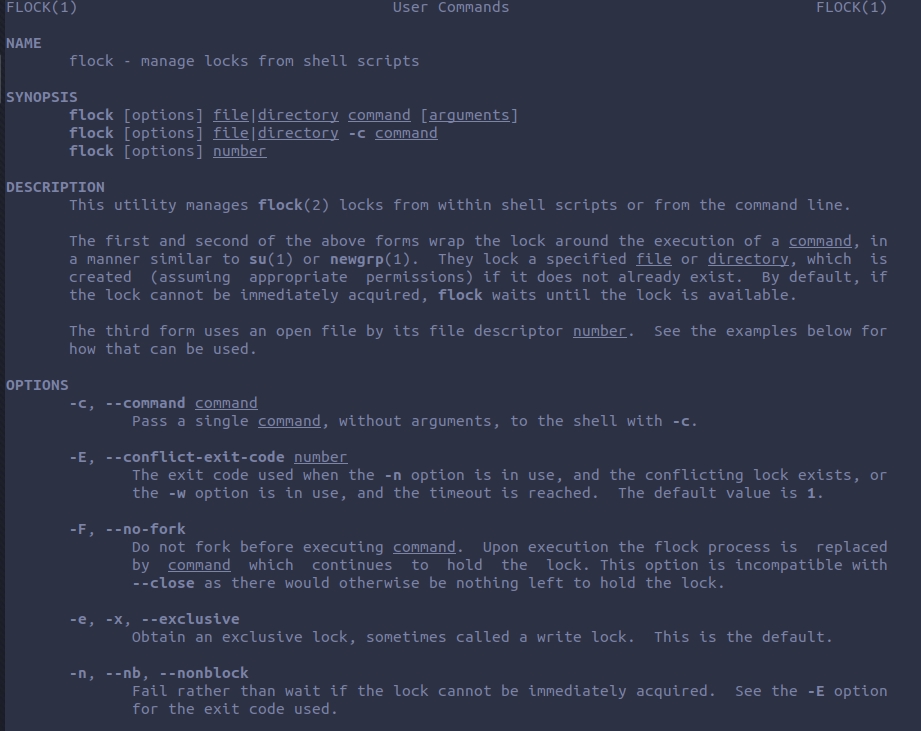 FLOCK(1) User Commands FLOCK(1)
NAME
flock - manage locks from shell scripts
SYNOPSIS
flock [options] file|directory command [arguments]
flock [options] file|directory -c command
flock [options] number
DESCRIPTION
This utility manages flock(2) locks from within shell scripts or from the command line.
The first and second of the above forms wrap the lock around the execution of a command, in
a manner similar to su(1) or newgrp(1). They lock a specified file or directory, which is
created (assuming appropriate permissions) if it does not already exist. By default, if
the lock cannot be immediately acquired, flock waits until the lock is available.
The third form uses an open file by its file descriptor number. See the examples below for
how that can be used.
OPTIONS
-c, --command command
Pass a single command, without arguments, to the shell with -c.
-E, --conflict-exit-code number
The exit code used when the -n option is in use, and the conflicting lock exists, or
the -w option is in use, and the timeout is reached. The default value is 1.
-F, --no-fork
Do not fork before executing command. Upon execution the flock process is replaced
by command which continues to hold the lock. This option is incompatible with
--close as there would otherwise be nothing left to hold the lock.
-e, -x, --exclusive
Obtain an exclusive lock, sometimes called a write lock. This is the default.
-n, --nb, --nonblock
Fail rather than wait if the lock cannot be immediately acquired. See the -E option
for the exit code used.